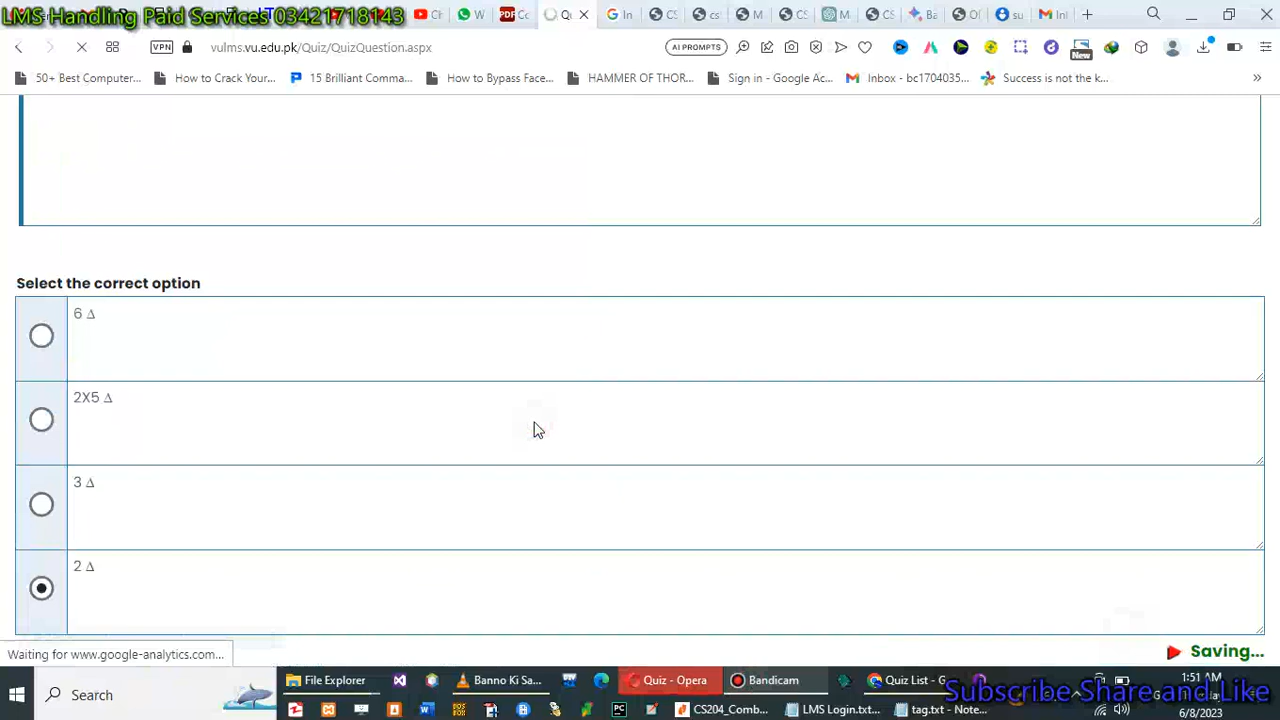 LMS-Handling Paid Services 03421718143
vulms.vu.edu.pk/Quiz/QuizQuestion.aspx
VPN
AI PROMPTS
New
50+ Best Computer...
How to Crack Your...
15 Brilliant Comma...
How to Bypass Face...
HAMMER OF THOR...
Sign in - Google Ac...
Inbox - bc1704035...
Success is not the k...
Select the correct option
6 Δ
2X5 Δ
3 Δ
2 Δ
Waiting for www.google-analytics.com...
Saving...
Search
File Explorer
Banno Ki Sa...
Quiz - Opera
Bandicam
Quiz List - G
1:51 AM
CS204_Comb...
LMS Login.txt...
tag.txt - Note...
6/8/2023
Subscribe Share and Like